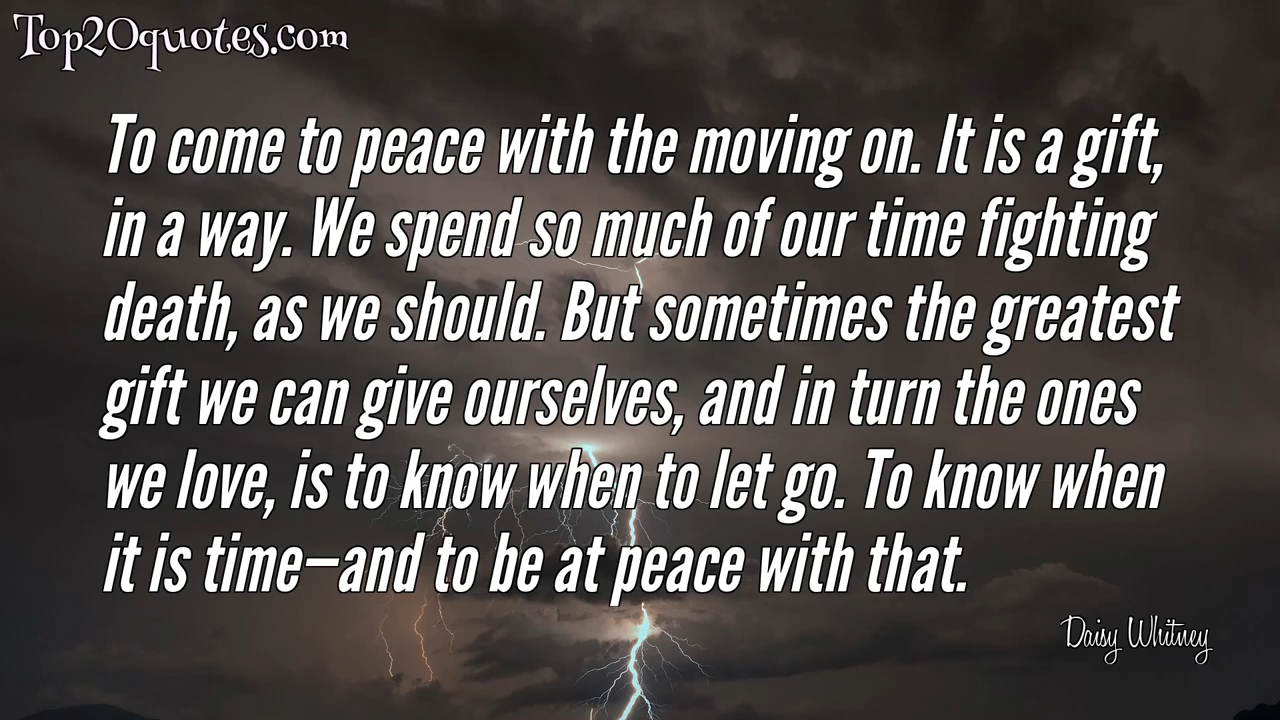 Top20quotes.com
To come to peace with the moving on. It is a gift,
in a way. We spend so much of our time fighting
death, as we should. But sometimes the greatest
gift we can give ourselves, and in turn the ones
we love, is to know when to let go. To know when
it is time—and to be at peace with that.
Daisy Whitney